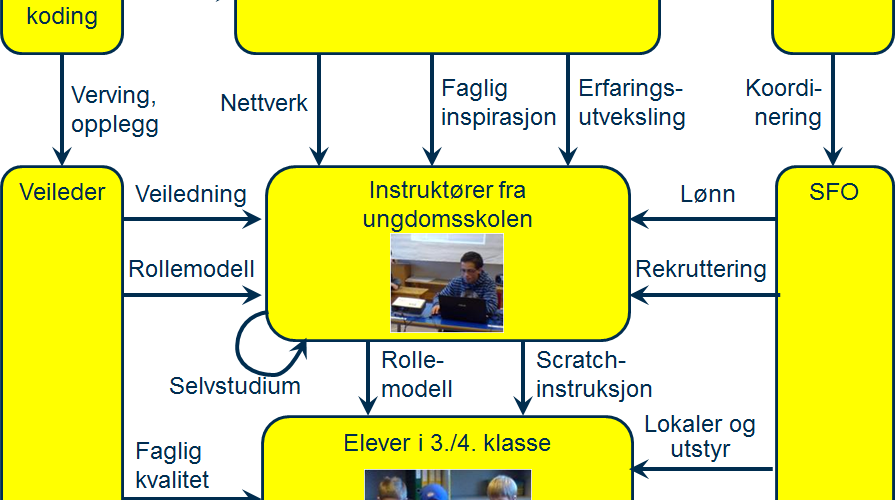 koding
Verving,
opplegg
Nettverk
Faglig
inspirasjon
Erfarings-
utveksling
Koordi-
nering
Veileder
Veiledning
Instruktører fra
ungdomsskolen
Lønn
SFO
Rollemodell
Rekruttering
Selvstudium
Rolle-
modell
Scratch-
instruksjon
Faglig
kvalitet
Elever i 3./4. klasse
Lokaler og
utstyr